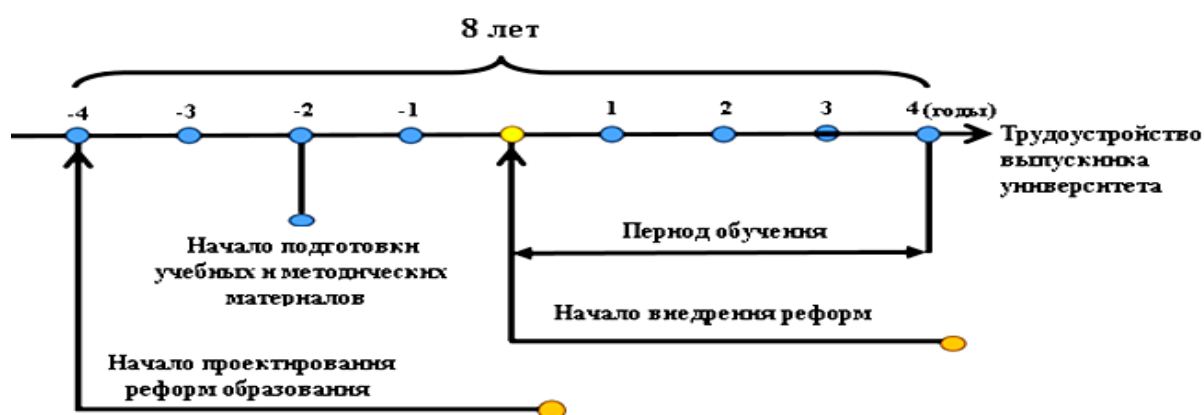 8 лет
-4 -3 -2 -1 1 2 3 4 (годы)
Трудоустройство
выпускника
университета
Период обучения
Начало подготовки
учебных и методических
материалов
Начало внедрения реформ
Начало проектирования
реформ образования